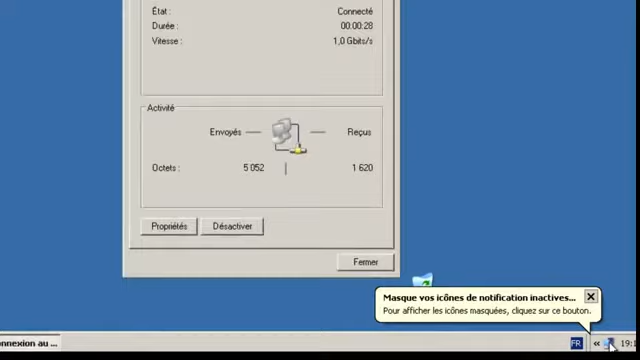 État : Connecté
Durée : 00:00:28
Vitesse : 1,0 Gbits/s
Activité
Envoyés — — Reçus
Octets : 5 052 | 1 620
Propriétés Désactiver
Fermer
Masque vos icônes de notification inactives...
Pour afficher les icônes masquées, cliquez sur ce bouton.
onnexion au ... FR « 19:1